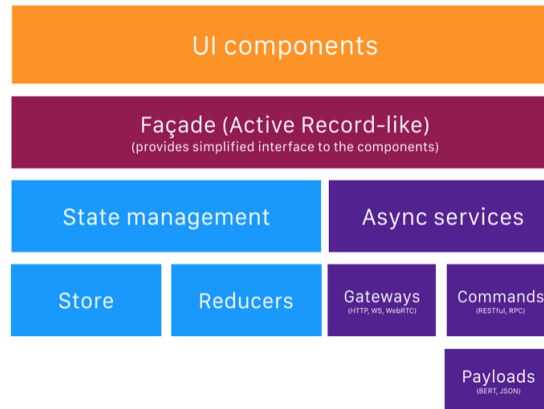 UI components
Façade (Active Record-like)
(provides simplified interface to the components)
State management
Async services
Store
Reducers
Gateways
(HTTP, WS, WebRTC)
Commands
(RESTful, RPC)
Payloads
(BERT, JSON)